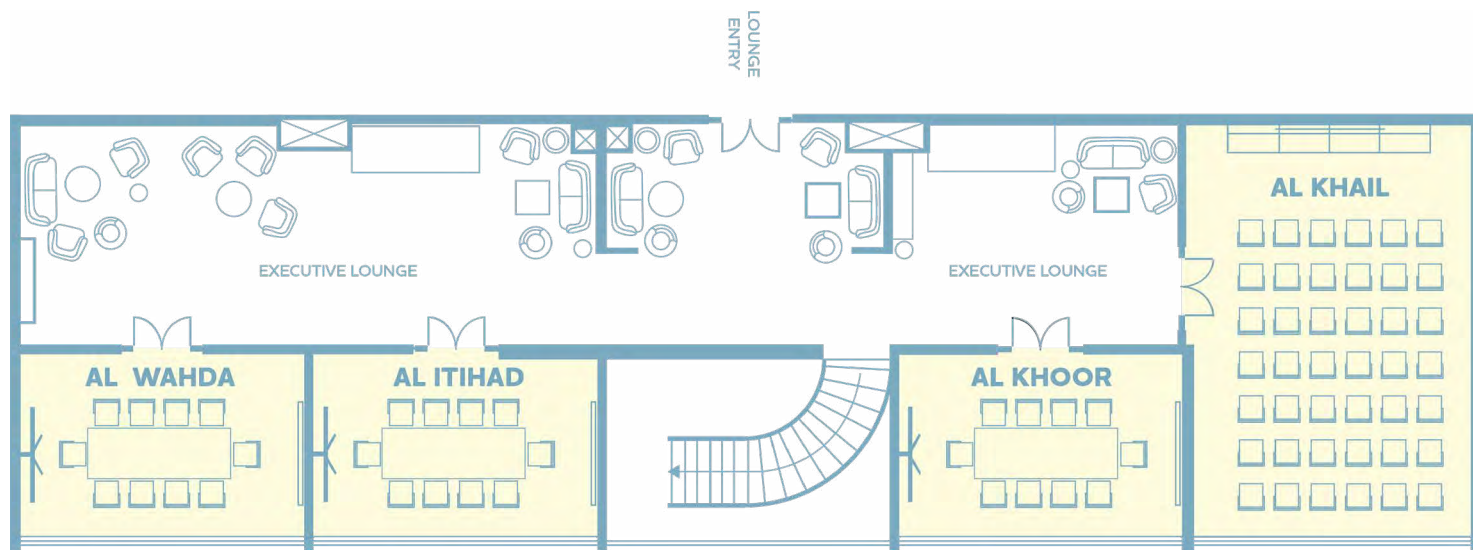 LOUNGE
ENTRY
AL KHAIL
EXECUTIVE LOUNGE
EXECUTIVE LOUNGE
AL WAHDA
AL ITIHAD
AL KHOOR